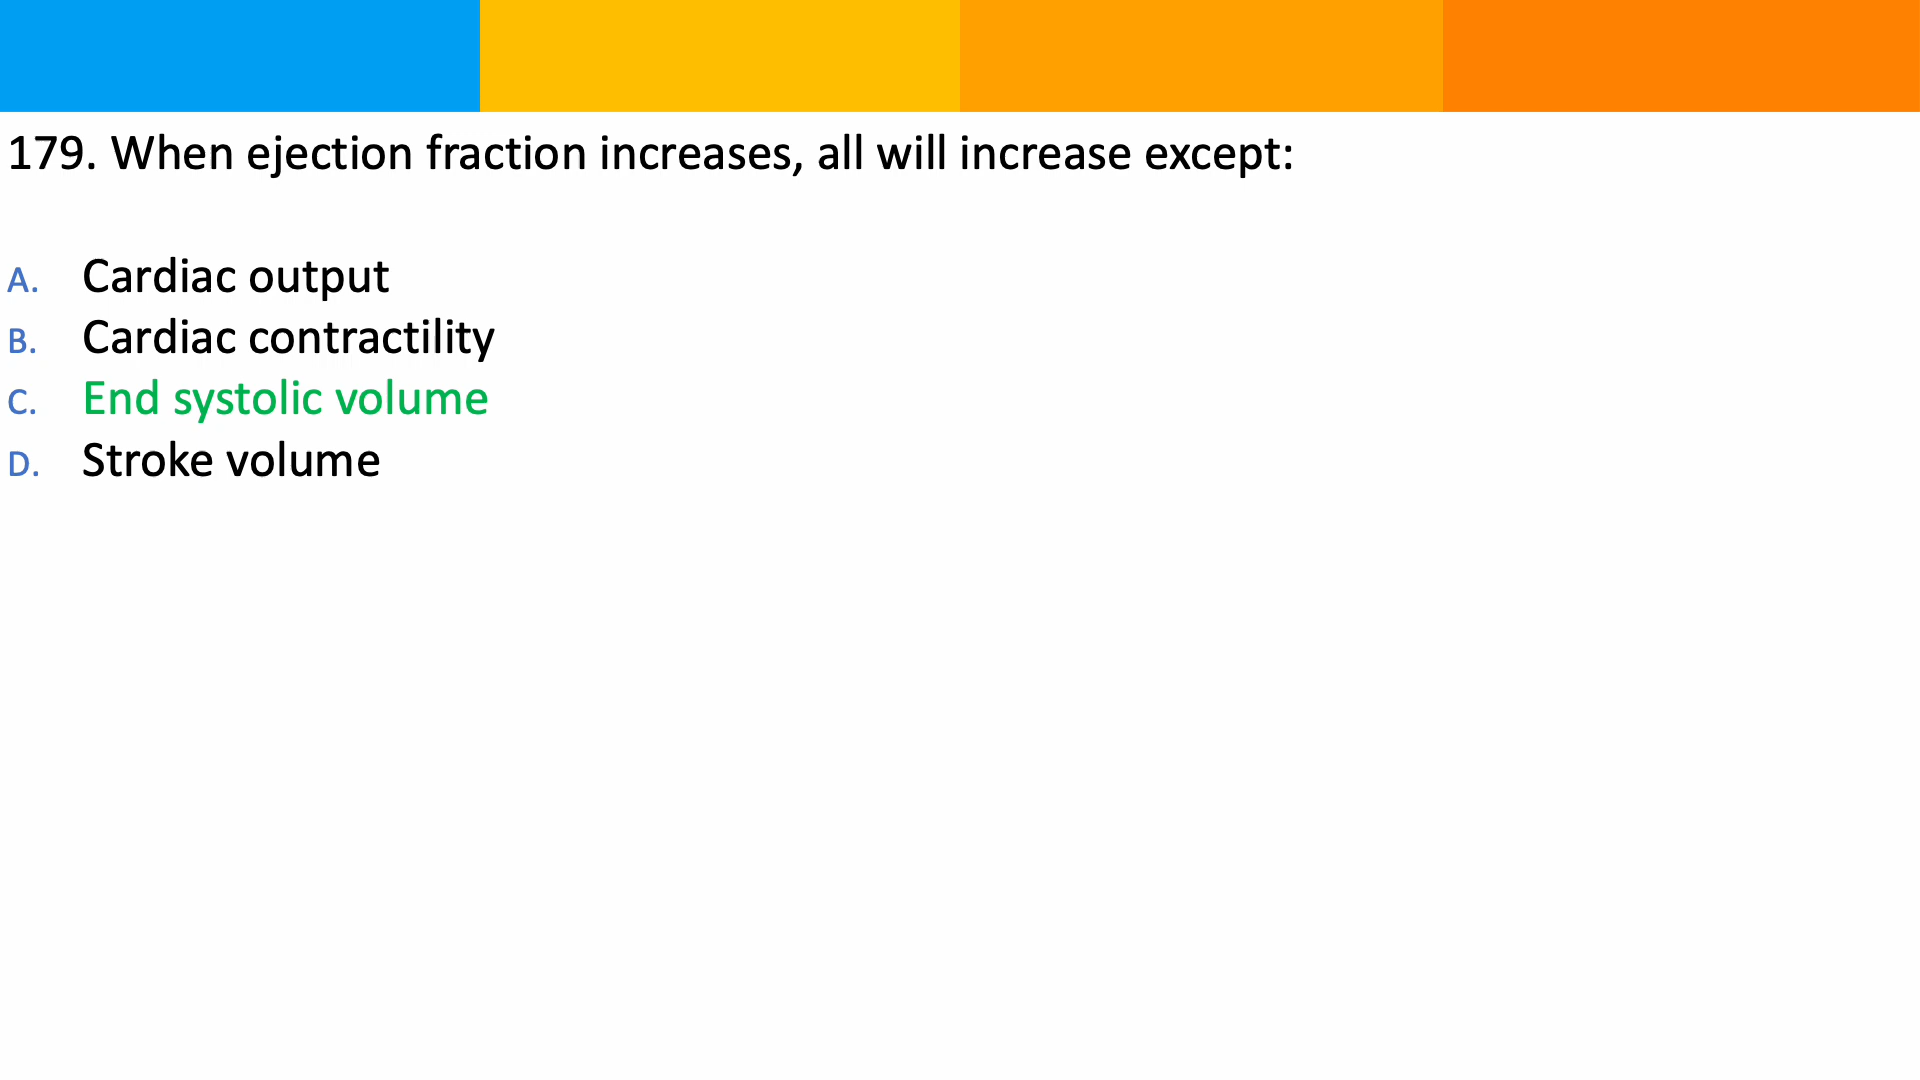 179. When ejection fraction increases, all will increase except:
A. Cardiac output
B. Cardiac contractility
C. End systolic volume
D. Stroke volume